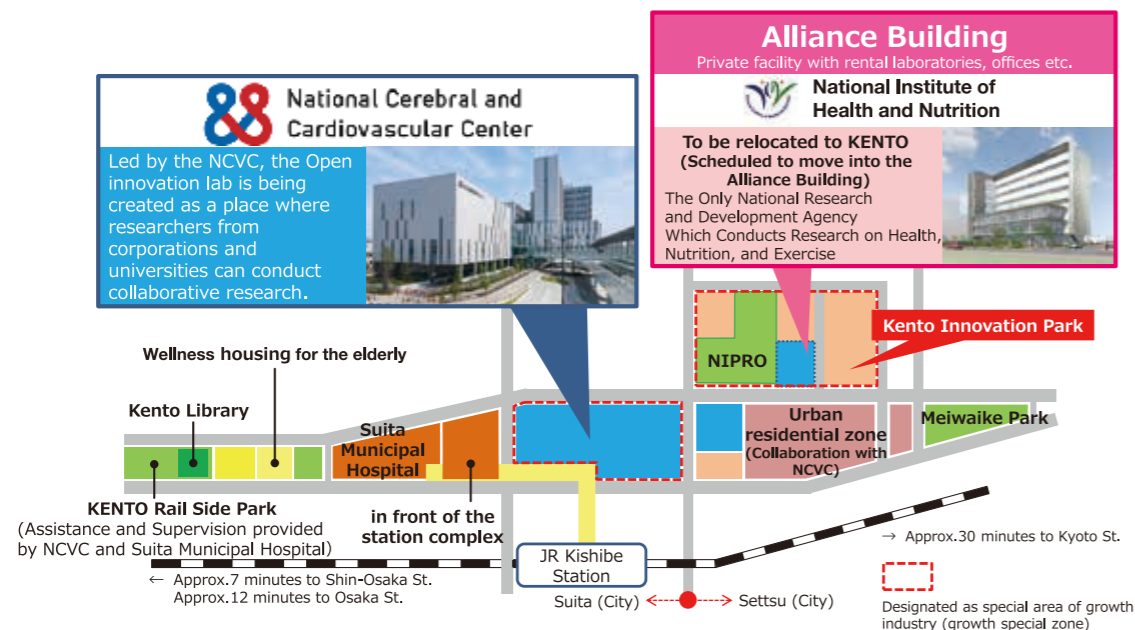 Alliance Building
Private facility with rental laboratories, offices etc.
National Institute of
Health and Nutrition
To be relocated to KENTO
(Scheduled to move into the
Alliance Building)
The Only National Research
and Development Agency
Which Conducts Research on Health,
Nutrition, and Exercise
National Cerebral and
Cardiovascular Center
Led by the NCVC, the Open
innovation lab is being
created as a place where
researchers from
corporations and
universities can conduct
collaborative research.
Kento Innovation Park
NIPRO
Wellness housing for the elderly
Kento Library
Suita
Municipal
Hospital
Urban
residential zone
(Collaboration with
NCVC)
Meiwaike Park
KENTO Rail Side Park
(Assistance and Supervision provided
by NCVC and Suita Municipal Hospital)
in front of the
station complex
JR Kishibe
Station
→ Approx.30 minutes to Kyoto St.
← Approx.7 minutes to Shin-Osaka St.
Approx.12 minutes to Osaka St.
Suita (City)
Settsu (City)
Designated as special area of growth
industry (growth special zone)